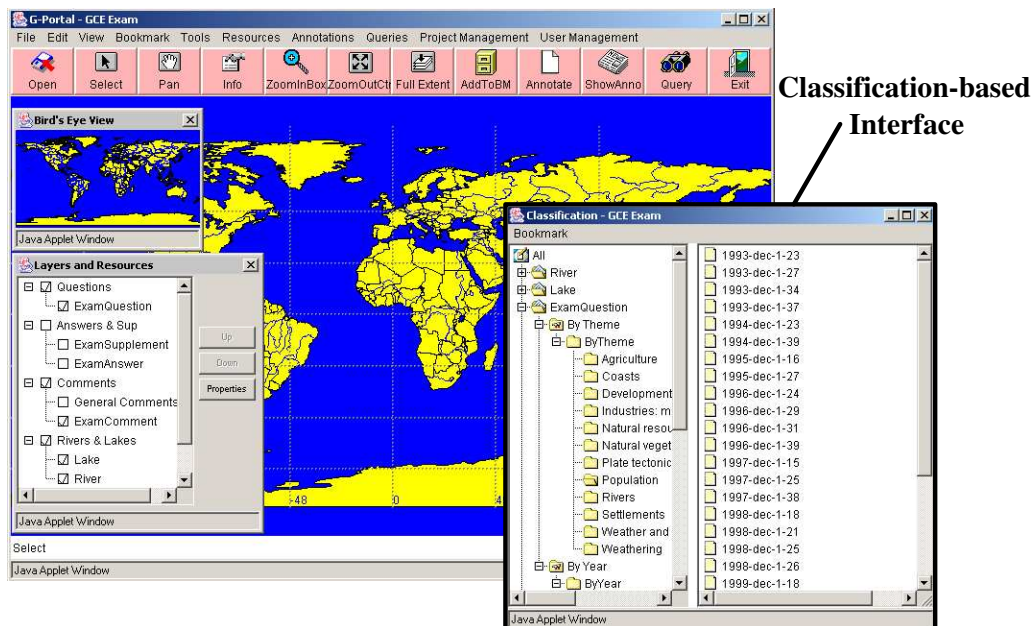 G-Portal - GCE Exam
File Edit View Bookmark Tools Resources Annotations Queries Project Management User Management
Open Select Pan Info ZoomInBox ZoomOutCtr Full Extent AddToBM Annotate ShowAnno Query Exit
Classification-based
Interface
Bird's Eye View
Java Applet Window
Layers and Resources
Questions
ExamQuestion
Answers & Sup
ExamSupplement
ExamAnswer
Comments
General Comments
ExamComment
Rivers & Lakes
Lake
River
Up
Down
Properties
Java Applet Window
-48 0 4
Select
Java Applet Window
Classification - GCE Exam
Bookmark
All
River
Lake
ExamQuestion
By Theme
ByTheme
Agriculture
Coasts
Development
Industries: m
Natural resou
Natural veget
Plate tectonic
Population
Rivers
Settlements
Weather and
Weathering
By Year
ByYear
1993-dec-1-23
1993-dec-1-27
1993-dec-1-34
1993-dec-1-37
1994-dec-1-23
1994-dec-1-39
1995-dec-1-16
1995-dec-1-27
1996-dec-1-24
1996-dec-1-29
1996-dec-1-31
1996-dec-1-39
1997-dec-1-15
1997-dec-1-25
1997-dec-1-38
1998-dec-1-18
1998-dec-1-21
1998-dec-1-25
1998-dec-1-26
1999-dec-1-18
Java Applet Window